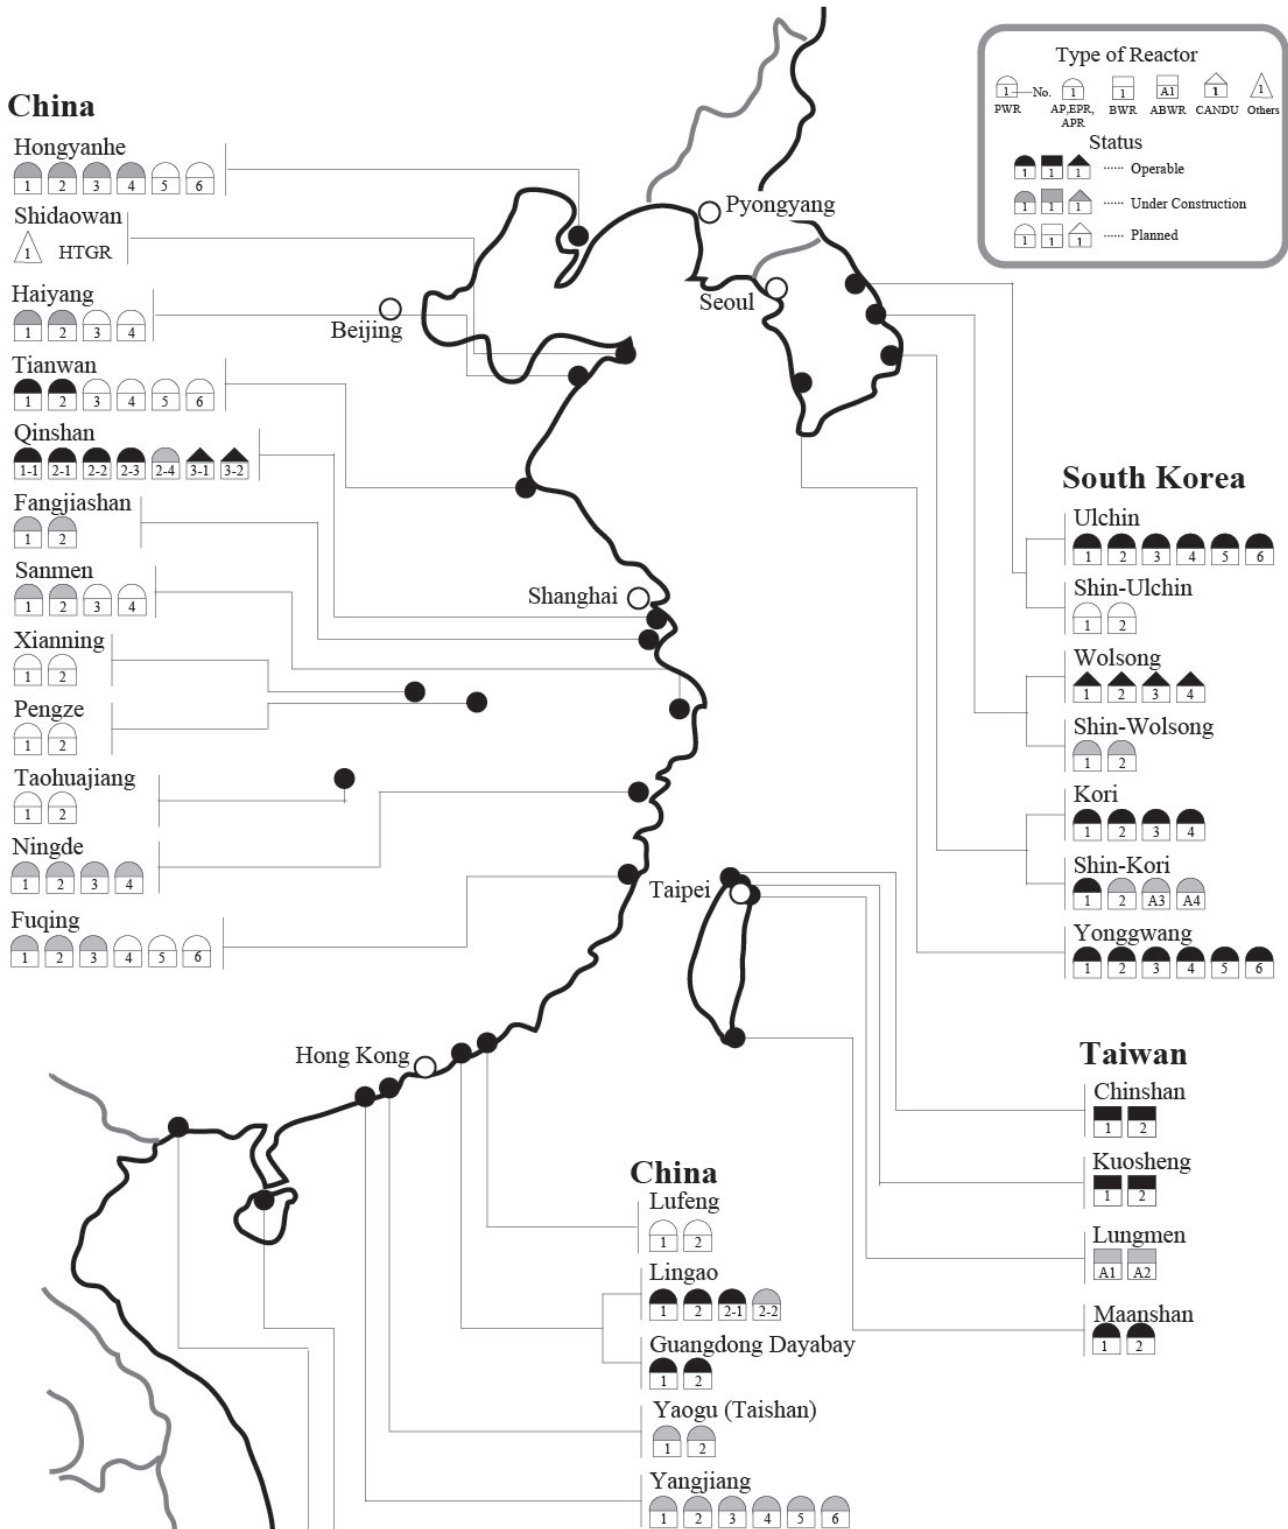 Type of Reactor
1 No. 1 1 A1 1 1
PWR AP,EPR, APR BWR ABWR CANDU Others
Status
1 1 1 ...... Operable
1 1 1 ...... Under Construction
1 1 1 ...... Planned
China
Hongyanhe
1 2 3 4 5 6
Shidaowan
1 HTGR
Haiyang
1 2 3 4
Tianwan
1 2 3 4 5 6
Qinshan
1-1 2-1 2-2 2-3 2-4 3-1 3-2
Fangjiashan
1 2
Sanmen
1 2 3 4
Xianning
1 2
Pengze
1 2
Taohuajiang
1 2
Ningde
1 2 3 4
Fuqing
1 2 3 4 5 6
Pyongyang
Seoul
Beijing
Shanghai
Taipei
Hong Kong
South Korea
Ulchin
1 2 3 4 5 6
Shin-Ulchin
1 2
Wolsong
1 2 3 4
Shin-Wolsong
1 2
Kori
1 2 3 4
Shin-Kori
1 2 A3 A4
Yonggwang
1 2 3 4 5 6
Taiwan
Chinshan
1 2
Kuosheng
1 2
Lungmen
A1 A2
Maanshan
1 2
China
Lufeng
1 2
Lingao
1 2 2-1 2-2
Guangdong Dayabay
1 2
Yaogu (Taishan)
1 2
Yangjiang
1 2 3 4 5 6